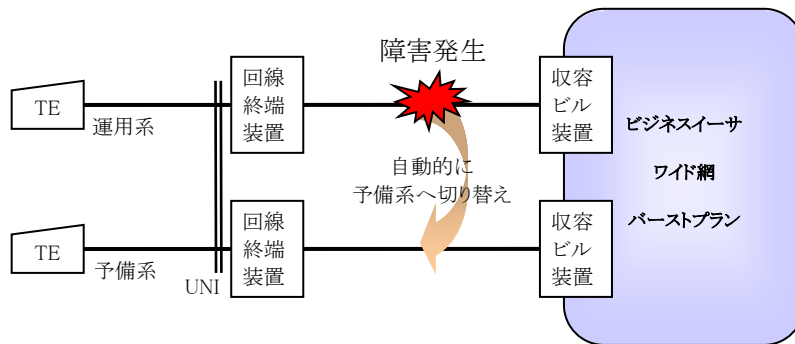 障害発生
回線
終端
装置
収容
ビル
装置
TE
運用系
ビジネスイーサ
ワイド網
バーストプラン
自動的に
予備系へ切り替え
回線
終端
装置
収容
ビル
装置
TE
予備系
UNI